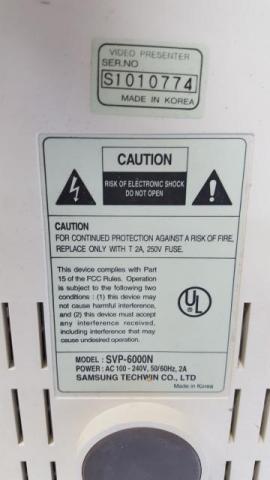 VIDEO PRESENTER
SER.NO
S1010774
MADE IN KOREA
CAUTION
RISK OF ELECTRONIC SHOCK
DO NOT OPEN
CAUTION
FOR CONTINUED PROTECTION AGAINST A RISK OF FIRE,
REPLACE ONLY WITH T 2A, 250V FUSE.
This device complies with Part
15 of the FCC Rules. Operation
is subject to the following two
conditions : (1) this device may
not cause harmful interference,
and (2) this device must accept
any interference received,
including interference that may
cause undesired operation.
UL
MODEL : SVP-6000N
POWER : AC 100 - 240V, 50/60Hz, 2A
SAMSUNG TECHWIN CO., LTD
Made in Korea